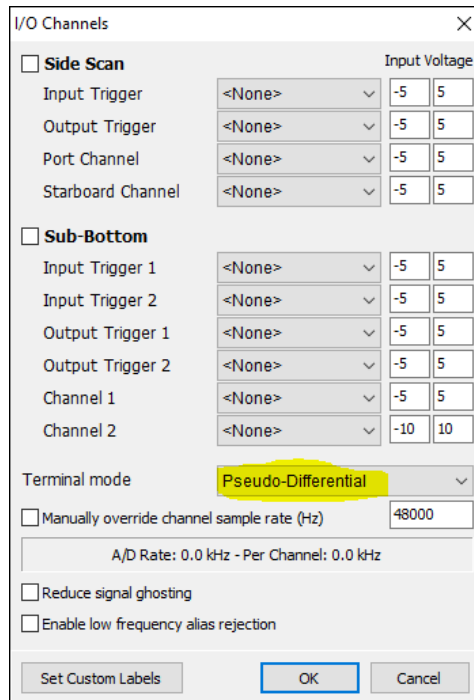 I/O Channels
Side Scan Input Voltage
Input Trigger <None> -5 5
Output Trigger <None> -5 5
Port Channel <None> -5 5
Starboard Channel <None> -5 5
Sub-Bottom
Input Trigger 1 <None> -5 5
Input Trigger 2 <None> -5 5
Output Trigger 1 <None> -5 5
Output Trigger 2 <None> -5 5
Channel 1 <None> -5 5
Channel 2 <None> -10 10
Terminal mode Pseudo-Differential
Manually override channel sample rate (Hz) 48000
A/D Rate: 0.0 kHz - Per Channel: 0.0 kHz
Reduce signal ghosting
Enable low frequency alias rejection
Set Custom Labels OK Cancel